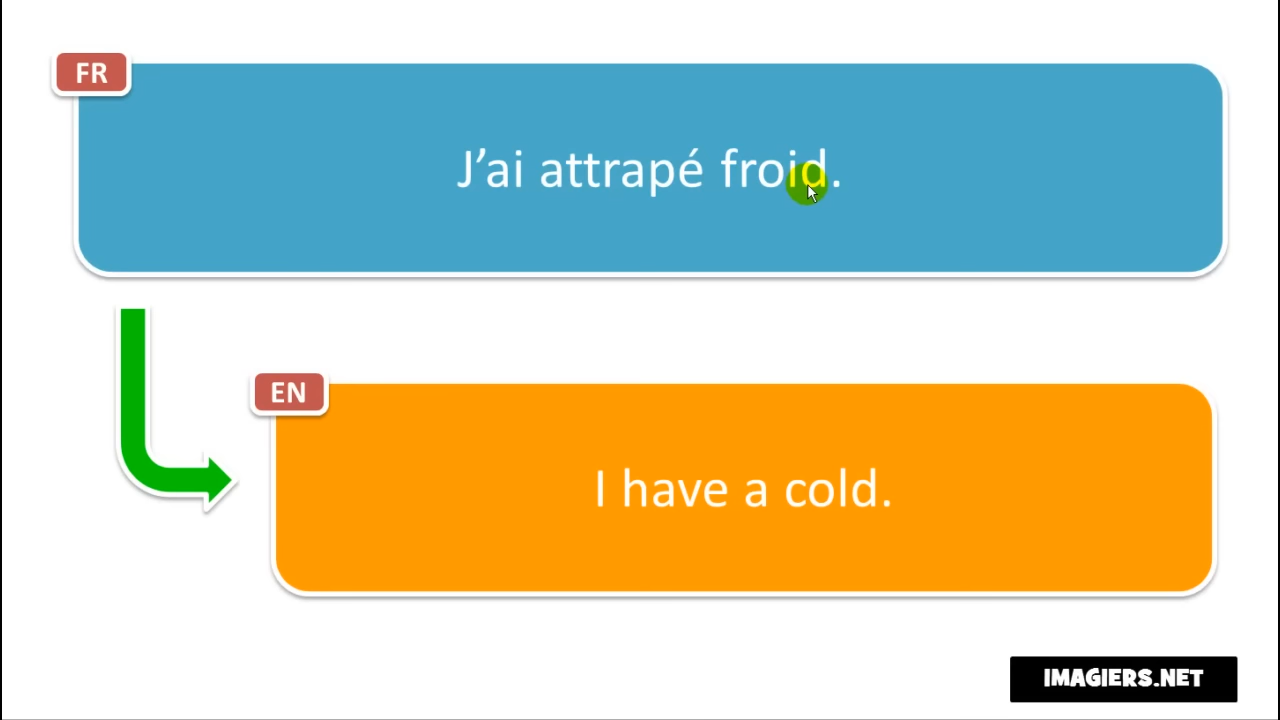 FR
J’ai attrapé froid.
EN
I have a cold.
IMAGIERS.NET